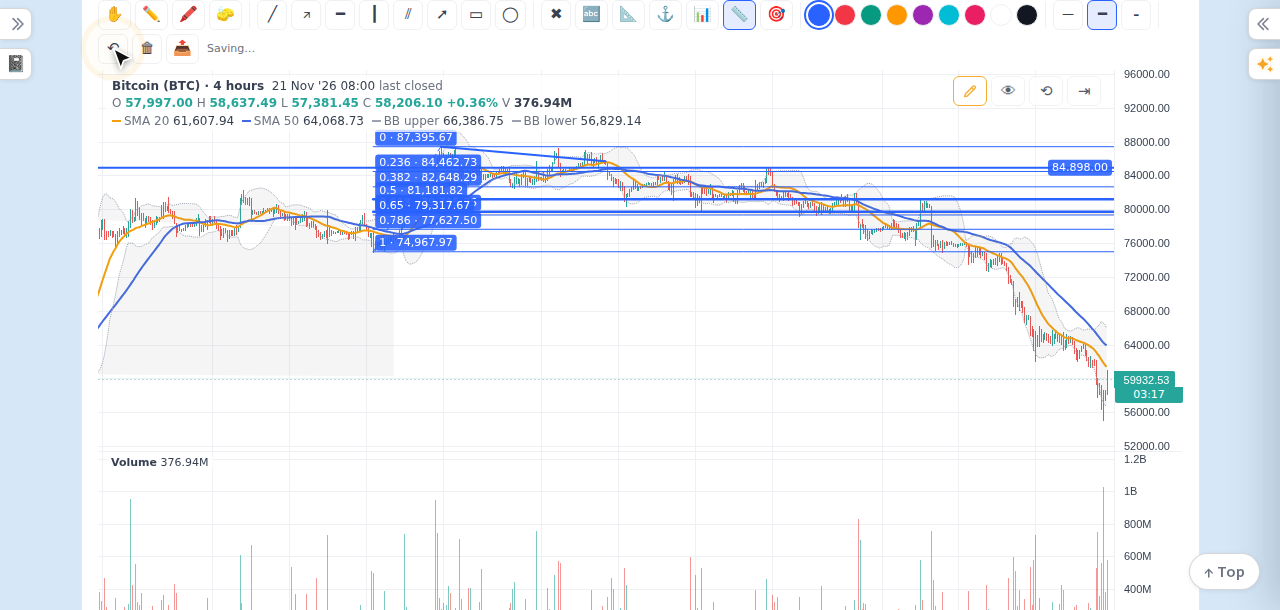 Saving...
Bitcoin (BTC) · 4 hours 21 Nov '26 08:00 last closed
O 57,997.00 H 58,637.49 L 57,381.45 C 58,206.10 +0.36% V 376.94M
SMA 20 61,607.94 SMA 50 64,068.73 BB upper 66,386.75 BB lower 56,829.14
0 · 87,395.67
0.236 · 84,462.73
0.382 · 82,648.29
0.5 · 81,181.82
0.65 · 79,317.67
0.786 · 77,627.50
1 · 74,967.97
84.898.00
96000.00
92000.00
88000.00
84000.00
80000.00
76000.00
72000.00
68000.00
64000.00
59932.53
03:17
56000.00
52000.00
Volume 376.94M
1.2B
1B
800M
600M
400M
↑ Top